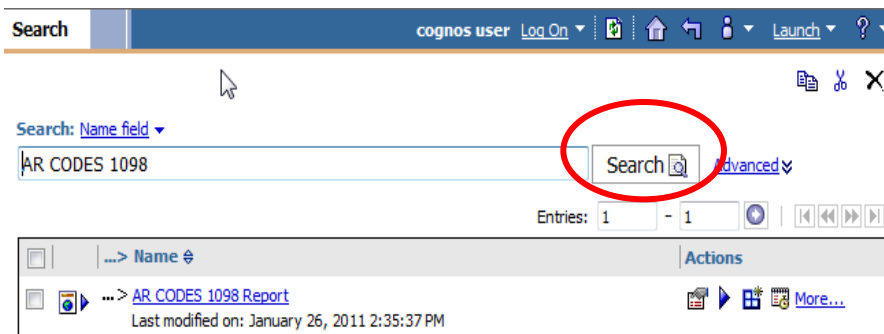 Search cognos user Log On Launch ?
Search: Name field
AR CODES 1098 Search Advanced
Entries: 1 - 1
...> Name Actions
...> AR CODES 1098 Report More...
Last modified on: January 26, 2011 2:35:37 PM